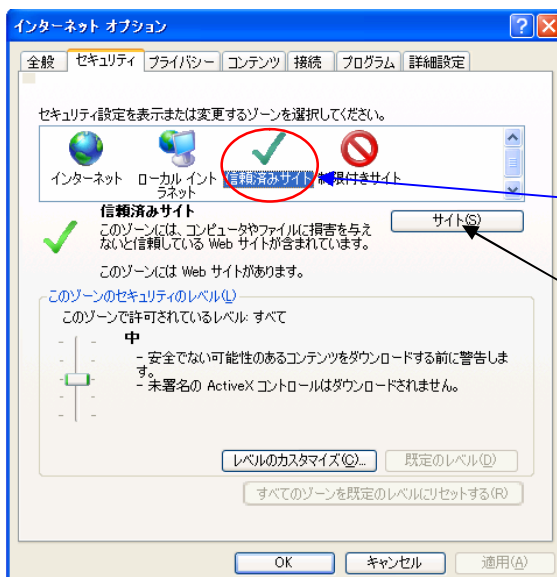 インターネット オプション
全般 セキュリティ プライバシー コンテンツ 接続 プログラム 詳細設定
セキュリティ設定を表示または変更するゾーンを選択してください。
インターネット ローカル イントラネット 信頼済みサイト 制限付きサイト
信頼済みサイト
サイト(S)
このゾーンには、コンピュータやファイルに損害を与え
ないと信頼している Web サイトが含まれています。
このゾーンには Web サイトがあります。
このゾーンのセキュリティのレベル(L)
このゾーンで許可されているレベル: すべて
中
- 安全でない可能性のあるコンテンツをダウンロードする前に警告しま
す。
- 未署名の ActiveX コントロールはダウンロードされません。
レベルのカスタマイズ(C)... 既定のレベル(D)
すべてのゾーンを既定のレベルにリセットする(R)
OK キャンセル 適用(A)